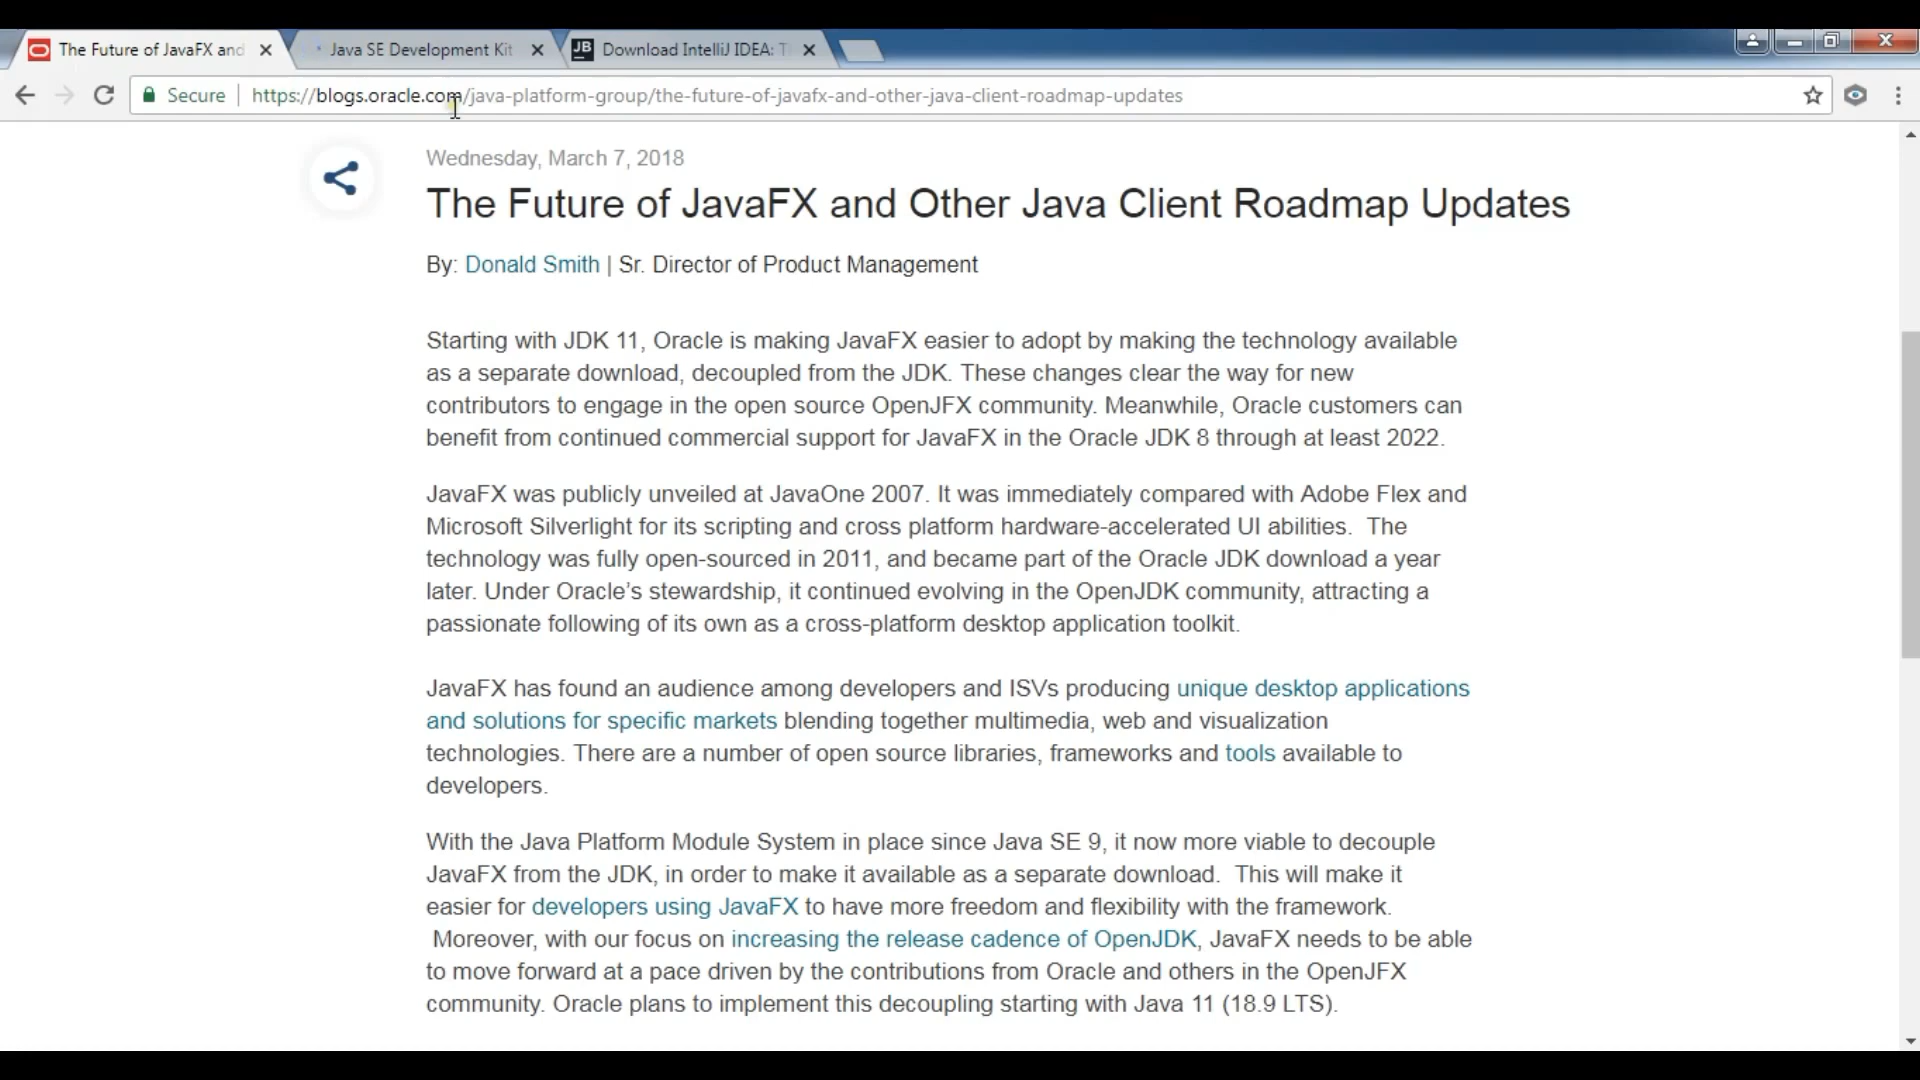 The Future of JavaFX and
Java SE Development Kit
JB
Download IntelliJ IDEA: T
Secure
https://blogs.oracle.com/java-platform-group/the-future-of-javafx-and-other-java-client-roadmap-updates
Wednesday, March 7, 2018
The Future of JavaFX and Other Java Client Roadmap Updates
By: Donald Smith | Sr. Director of Product Management
Starting with JDK 11, Oracle is making JavaFX easier to adopt by making the technology available
as a separate download, decoupled from the JDK. These changes clear the way for new
contributors to engage in the open source OpenJFX community. Meanwhile, Oracle customers can
benefit from continued commercial support for JavaFX in the Oracle JDK 8 through at least 2022.
JavaFX was publicly unveiled at JavaOne 2007. It was immediately compared with Adobe Flex and
Microsoft Silverlight for its scripting and cross platform hardware-accelerated UI abilities.  The
technology was fully open-sourced in 2011, and became part of the Oracle JDK download a year
later. Under Oracle’s stewardship, it continued evolving in the OpenJDK community, attracting a
passionate following of its own as a cross-platform desktop application toolkit.
JavaFX has found an audience among developers and ISVs producing unique desktop applications
and solutions for specific markets blending together multimedia, web and visualization
technologies. There are a number of open source libraries, frameworks and tools available to
developers.
With the Java Platform Module System in place since Java SE 9, it now more viable to decouple
JavaFX from the JDK, in order to make it available as a separate download.  This will make it
easier for developers using JavaFX to have more freedom and flexibility with the framework.
Moreover, with our focus on increasing the release cadence of OpenJDK, JavaFX needs to be able
to move forward at a pace driven by the contributions from Oracle and others in the OpenJFX
community. Oracle plans to implement this decoupling starting with Java 11 (18.9 LTS).